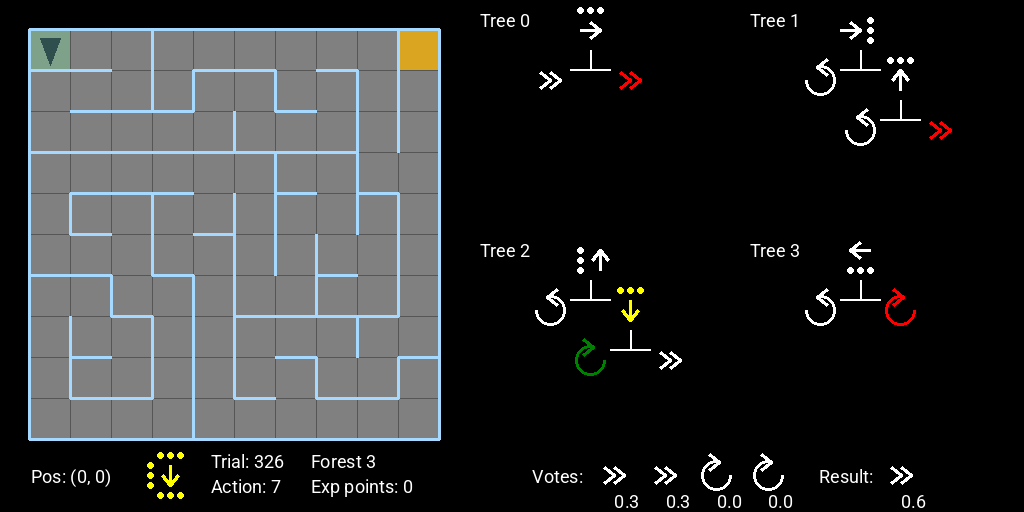 Tree 0
Tree 1
Tree 2
Tree 3
Pos: (0, 0)
Trial: 326
Forest 3
Action: 7
Exp points: 0
Votes:
Result:
0.3
0.3
0.0
0.0
0.6